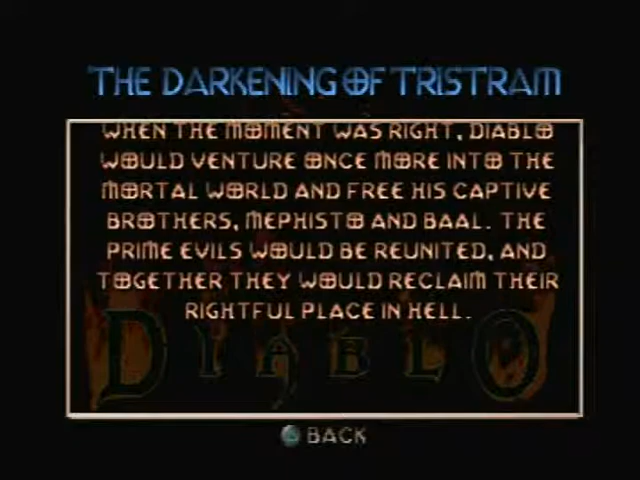 THE DARKENING OF TRISTRAM
WHEN THE MOMENT WAS RIGHT, DIABLO
WOULD VENTURE ONCE MORE INTO THE
MORTAL WORLD AND FREE HIS CAPTIVE
BROTHERS, MEPHISTO AND BAAL. THE
PRIME EVILS WOULD BE REUNITED, AND
TOGETHER THEY WOULD RECLAIM THEIR
RIGHTFUL PLACE IN HELL.
DIABLO
BACK